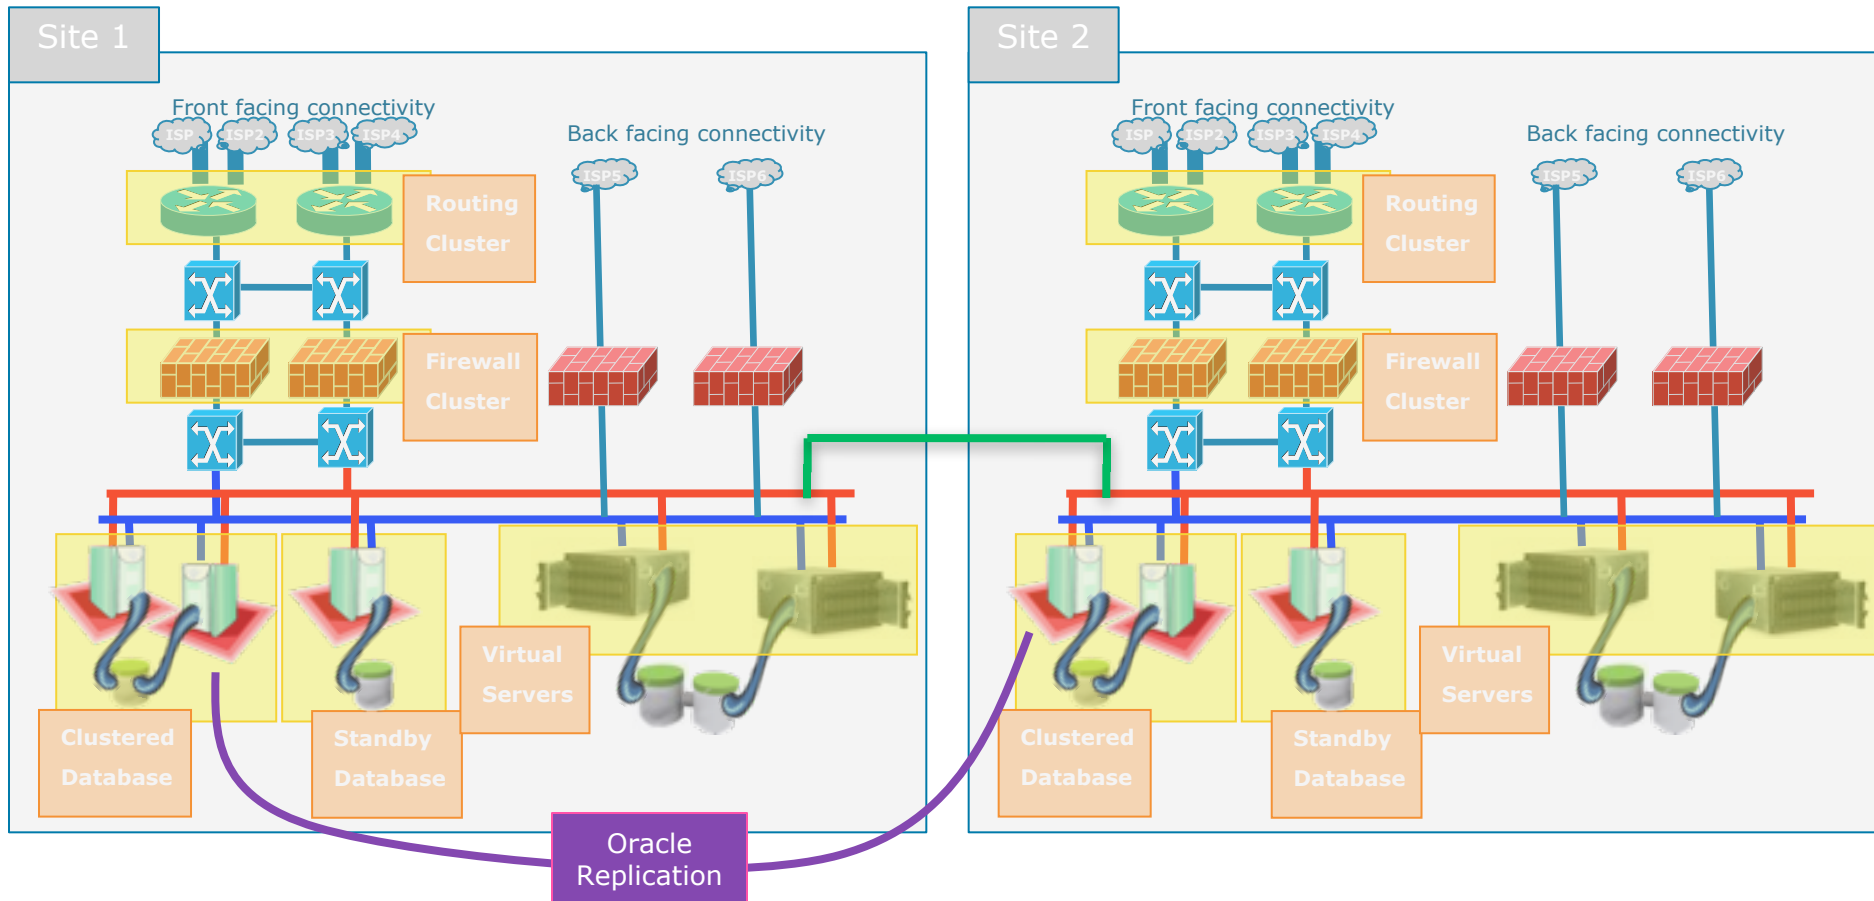 Site 1
Front facing connectivity
ISP
ISP2
ISP3
ISP4
Back facing connectivity
ISP5
ISP6
Routing
Cluster
Firewall
Cluster
Virtual
Servers
Clustered
Database
Standby
Database
Site 2
Front facing connectivity
ISP
ISP2
ISP3
ISP4
Back facing connectivity
ISP5
ISP6
Routing
Cluster
Firewall
Cluster
Virtual
Servers
Clustered
Database
Standby
Database
Oracle
Replication